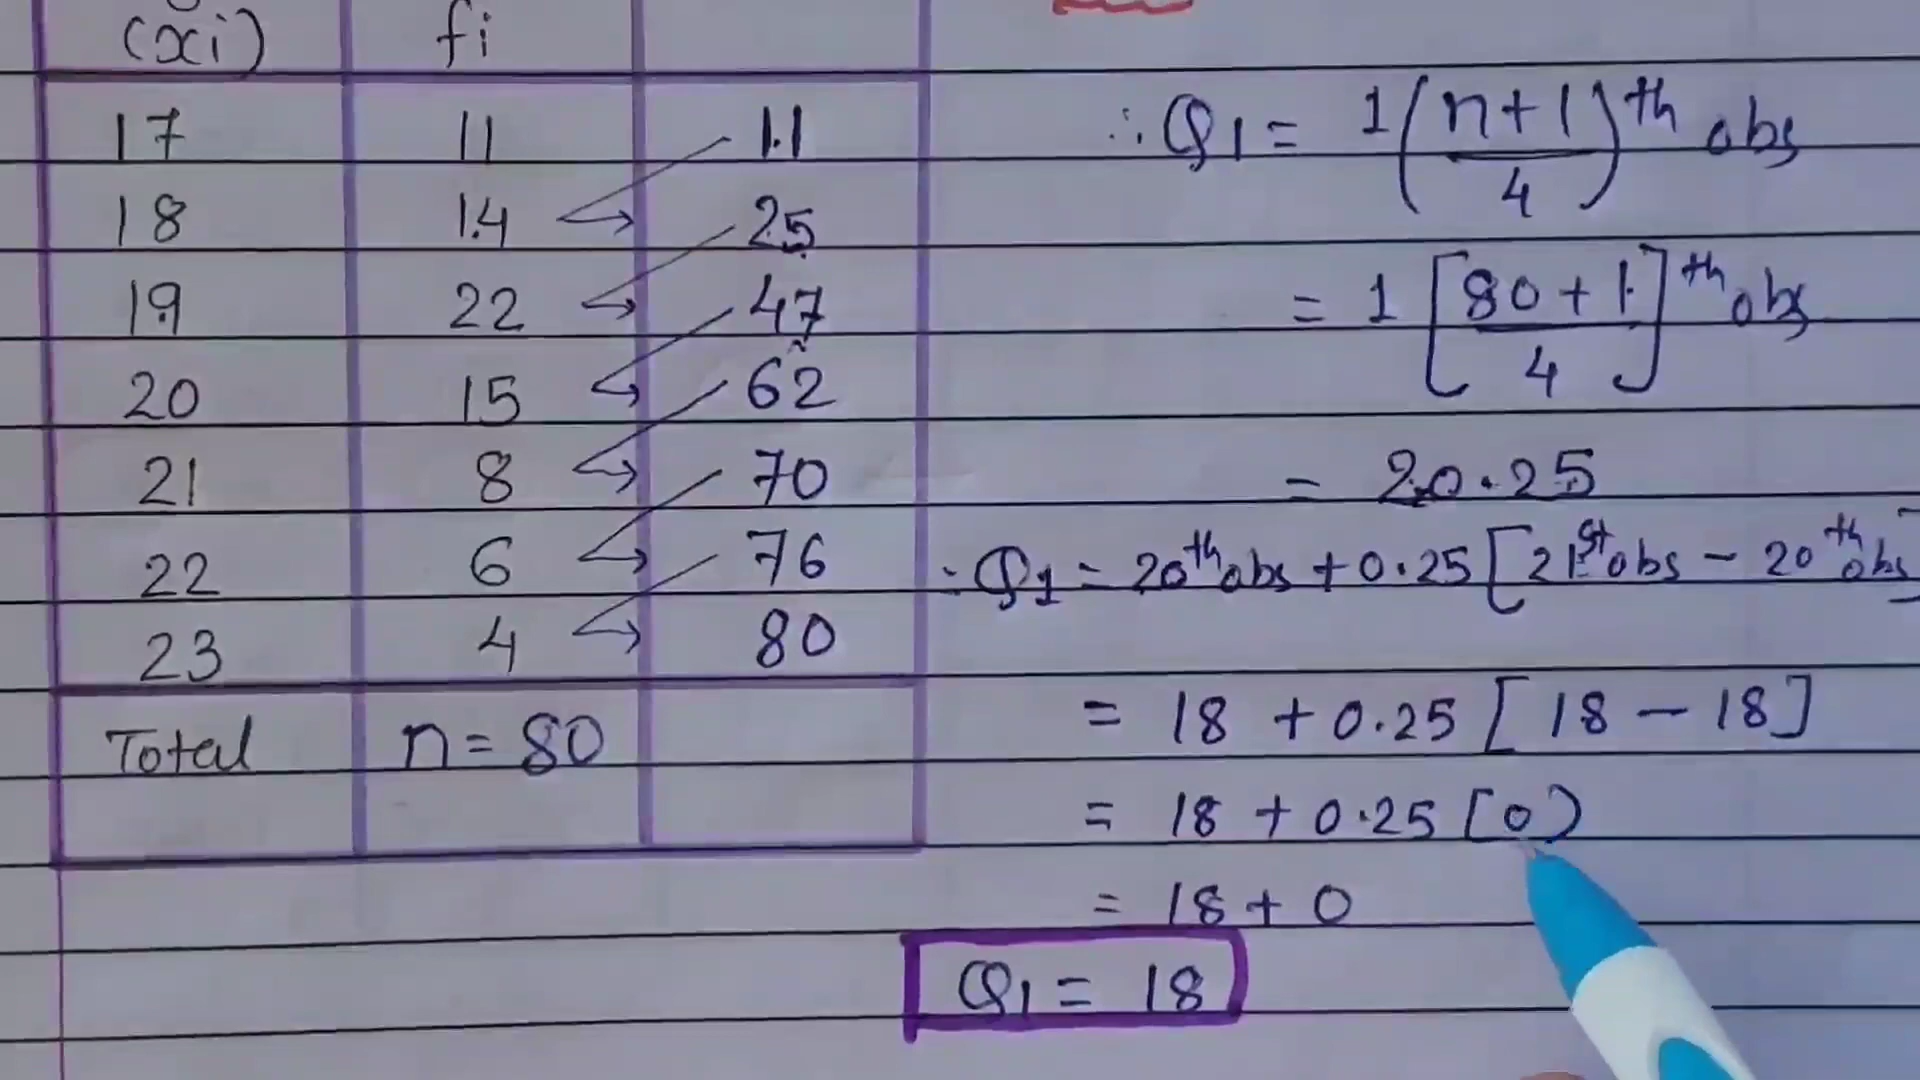 (xi) fi
17 11 11
18 14 25
19 22 47
20 15 62
21 8 70
22 6 76
23 4 80
Total n = 80
∴ Q1 = 1(n+1/4)th obs
= 1[80+1/4]th obs
= 20.25
∴ Q1 = 20th obs + 0.25 [21st obs − 20th obs]
= 18 + 0.25 [18 − 18]
= 18 + 0.25 [0)
= 18 + 0
Q1 = 18